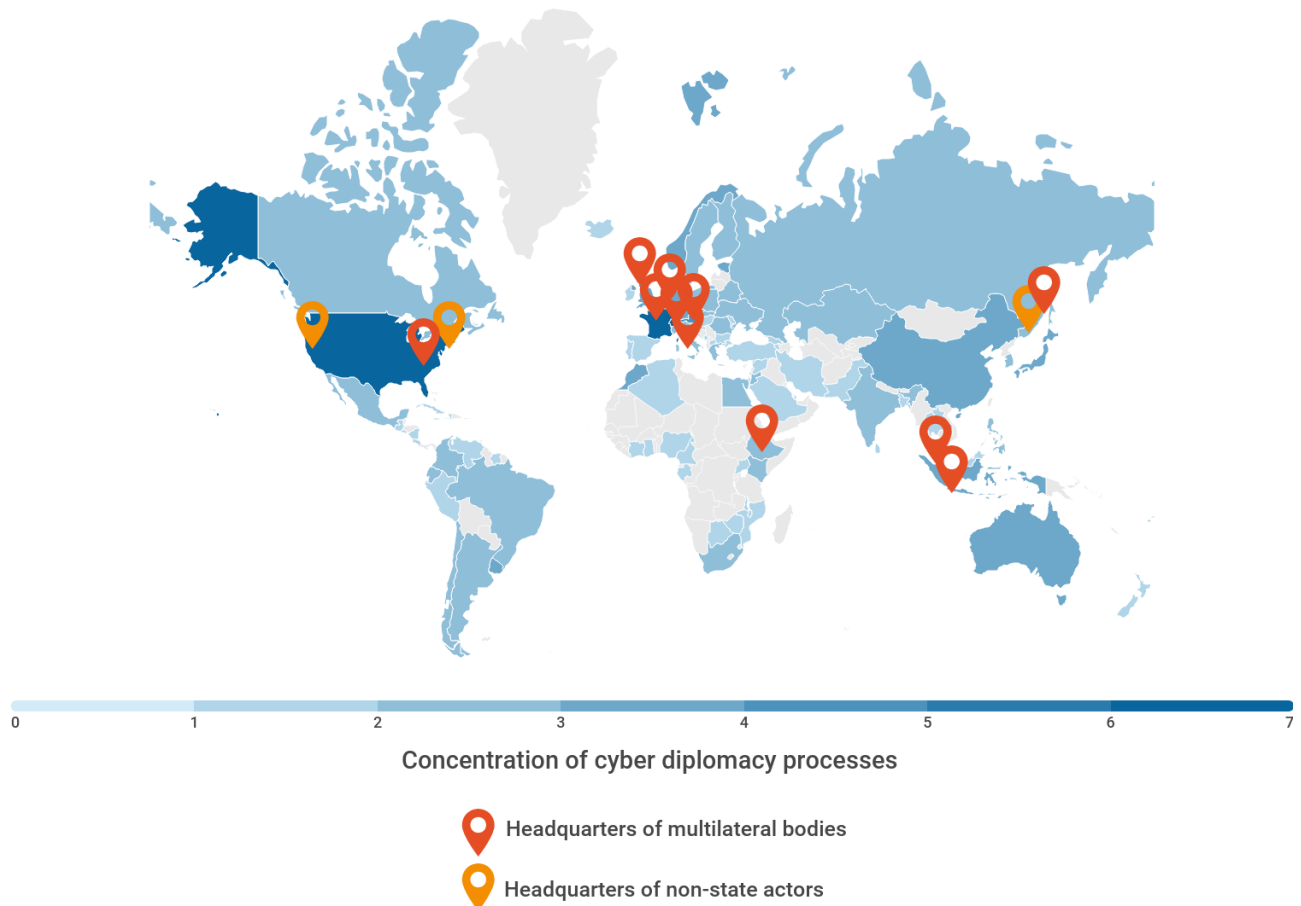 0 1 2 3 4 5 6 7
Concentration of cyber diplomacy processes
Headquarters of multilateral bodies
Headquarters of non-state actors